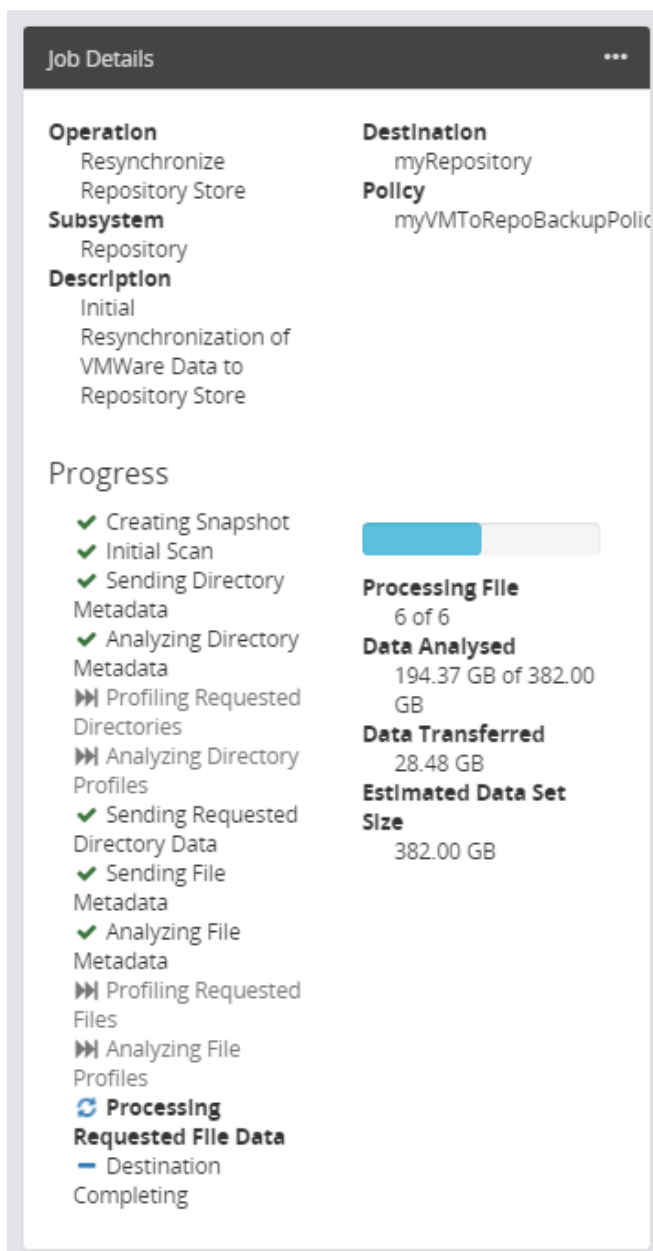 Job Details
Operation
Resynchronize
Repository Store
Subsystem
Repository
Description
Initial
Resynchronization of
VMWare Data to
Repository Store
Destination
myRepository
Policy
myVMToRepoBackupPolic
Progress
Creating Snapshot
Initial Scan
Sending Directory
Metadata
Analyzing Directory
Metadata
Profiling Requested
Directories
Analyzing Directory
Profiles
Sending Requested
Directory Data
Sending File
Metadata
Analyzing File
Metadata
Profiling Requested
Files
Analyzing File
Profiles
Processing
Requested File Data
Destination
Completing
Processing File
6 of 6
Data Analysed
194.37 GB of 382.00
GB
Data Transferred
28.48 GB
Estimated Data Set
Size
382.00 GB